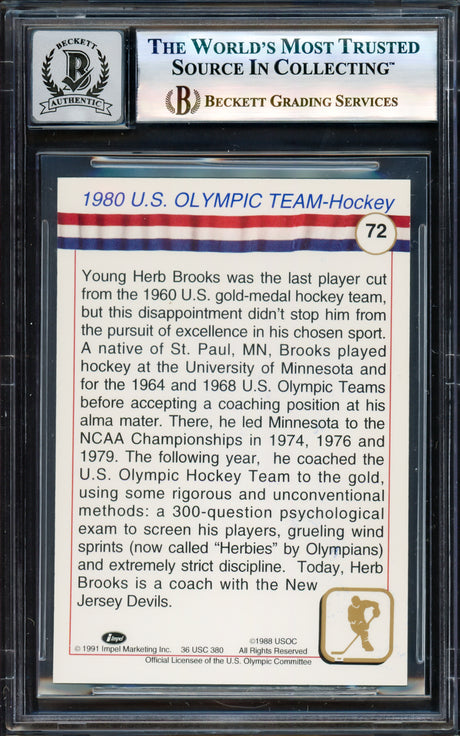 BECKETT
B
AUTHENTIC
THE WORLD'S MOST TRUSTED
SOURCE IN COLLECTING™
B BECKETT GRADING SERVICES
1980 U.S. OLYMPIC TEAM-Hockey
72
Young Herb Brooks was the last player cut
from the 1960 U.S. gold-medal hockey team,
but this disappointment didn't stop him from
the pursuit of excellence in his chosen sport.
A native of St. Paul, MN, Brooks played
hockey at the University of Minnesota and
for the 1964 and 1968 U.S. Olympic Teams
before accepting a coaching position at his
alma mater. There, he led Minnesota to the
NCAA Championships in 1974, 1976 and
1979. The following year, he coached the
U.S. Olympic Hockey Team to the gold,
using some rigorous and unconventional
methods: a 300-question psychological
exam to screen his players, grueling wind
sprints (now called "Herbies" by Olympians)
and extremely strict discipline. Today, Herb
Brooks is a coach with the New
Jersey Devils.
impel
©1988 USOC
©1991 Impel Marketing Inc. 36 USC 380 All Rights Reserved
Official Licensee of the U.S. Olympic Committee